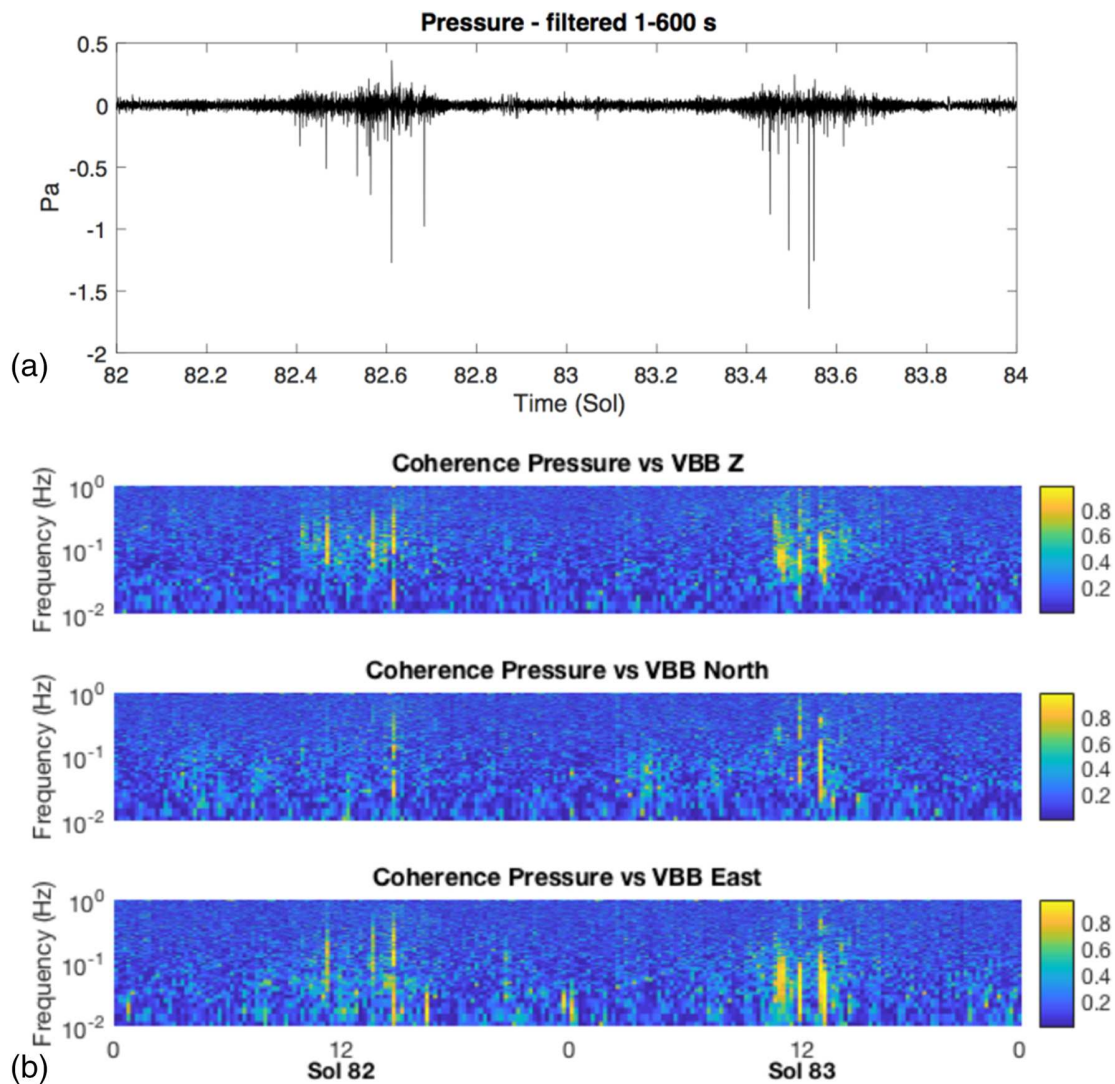 Pressure - filtered 1-600 s
0.5
0
-0.5
-1
-1.5
-2
Pa
82 82.2 82.4 82.6 82.8 83 83.2 83.4 83.6 83.8 84
Time (Sol)
(a)
Coherence Pressure vs VBB Z
Frequency (Hz)
10^0
10^-1
10^-2
0.8
0.6
0.4
0.2
Coherence Pressure vs VBB North
Frequency (Hz)
10^0
10^-1
10^-2
0.8
0.6
0.4
0.2
Coherence Pressure vs VBB East
Frequency (Hz)
10^0
10^-1
10^-2
0.8
0.6
0.4
0.2
0 12 0 12 0
Sol 82 Sol 83
(b)